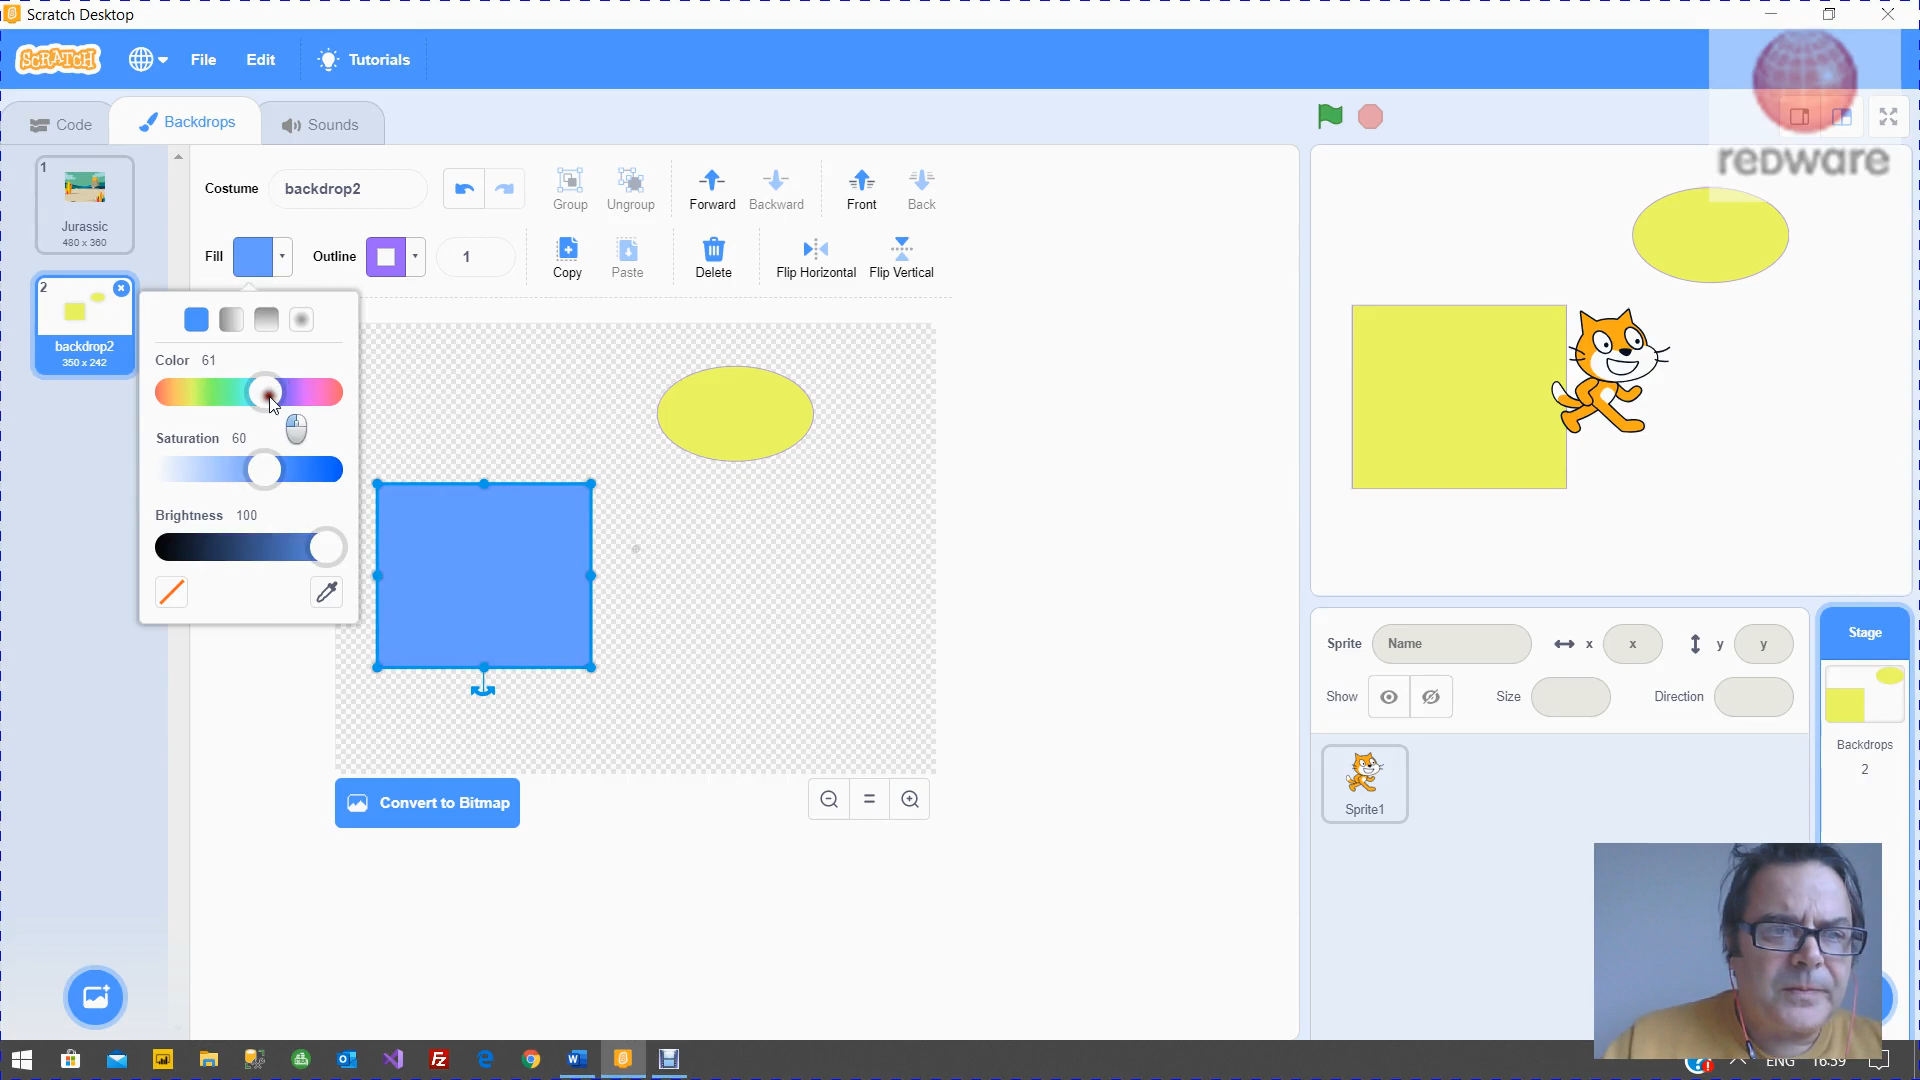 Scratch Desktop
SCRATCH
File
Edit
Tutorials
Code
Backdrops
Sounds
redware
1
Jurassic
480 x 360
2
backdrop2
350 x 242
Costume
backdrop2
Group
Ungroup
Forward
Backward
Front
Back
Fill
Outline
1
Copy
Paste
Delete
Flip Horizontal
Flip Vertical
Color 61
Saturation 60
Brightness 100
Convert to Bitmap
Sprite
Name
x
x
y
y
Show
Size
Direction
Stage
Backdrops
2
Sprite1
ENG
16:39